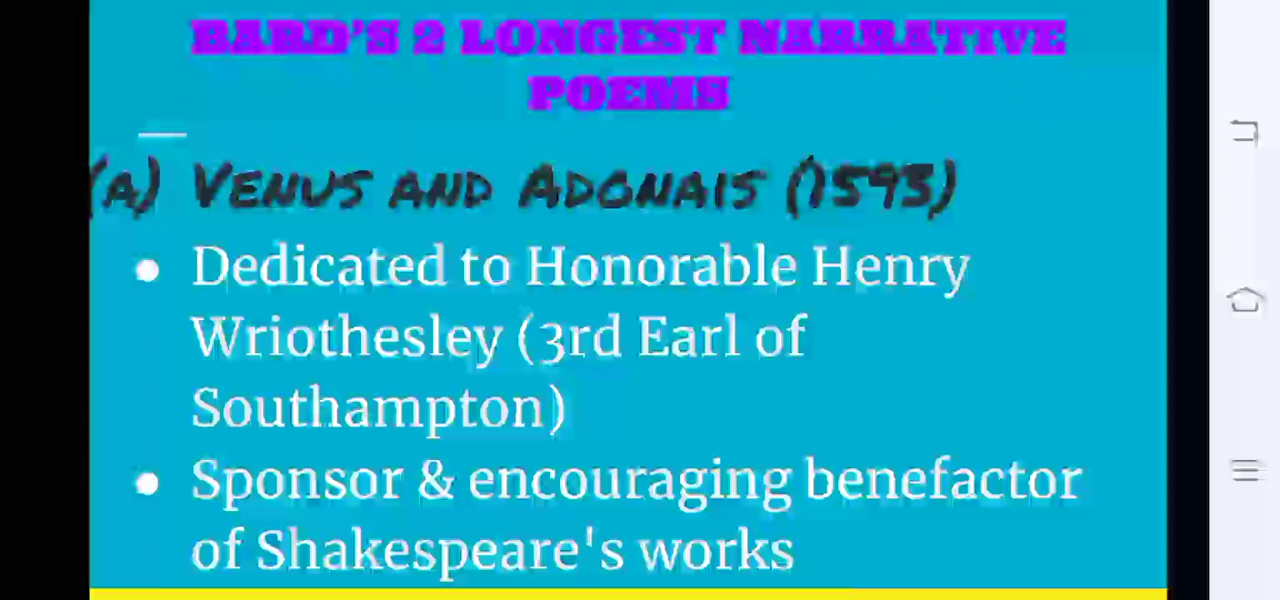 BARD'S 2 LONGEST NARRATIVE
POEMS
(A) VENUS AND ADONAIS (1593)
● Dedicated to Honorable Henry
Wriothesley (3rd Earl of
Southampton)
● Sponsor & encouraging benefactor
of Shakespeare's works